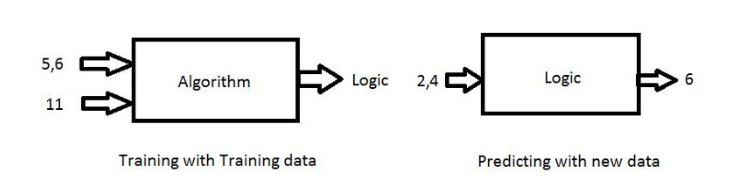 5,6
11
Algorithm
Logic
Training with Training data
2,4
Logic
6
Predicting with new data